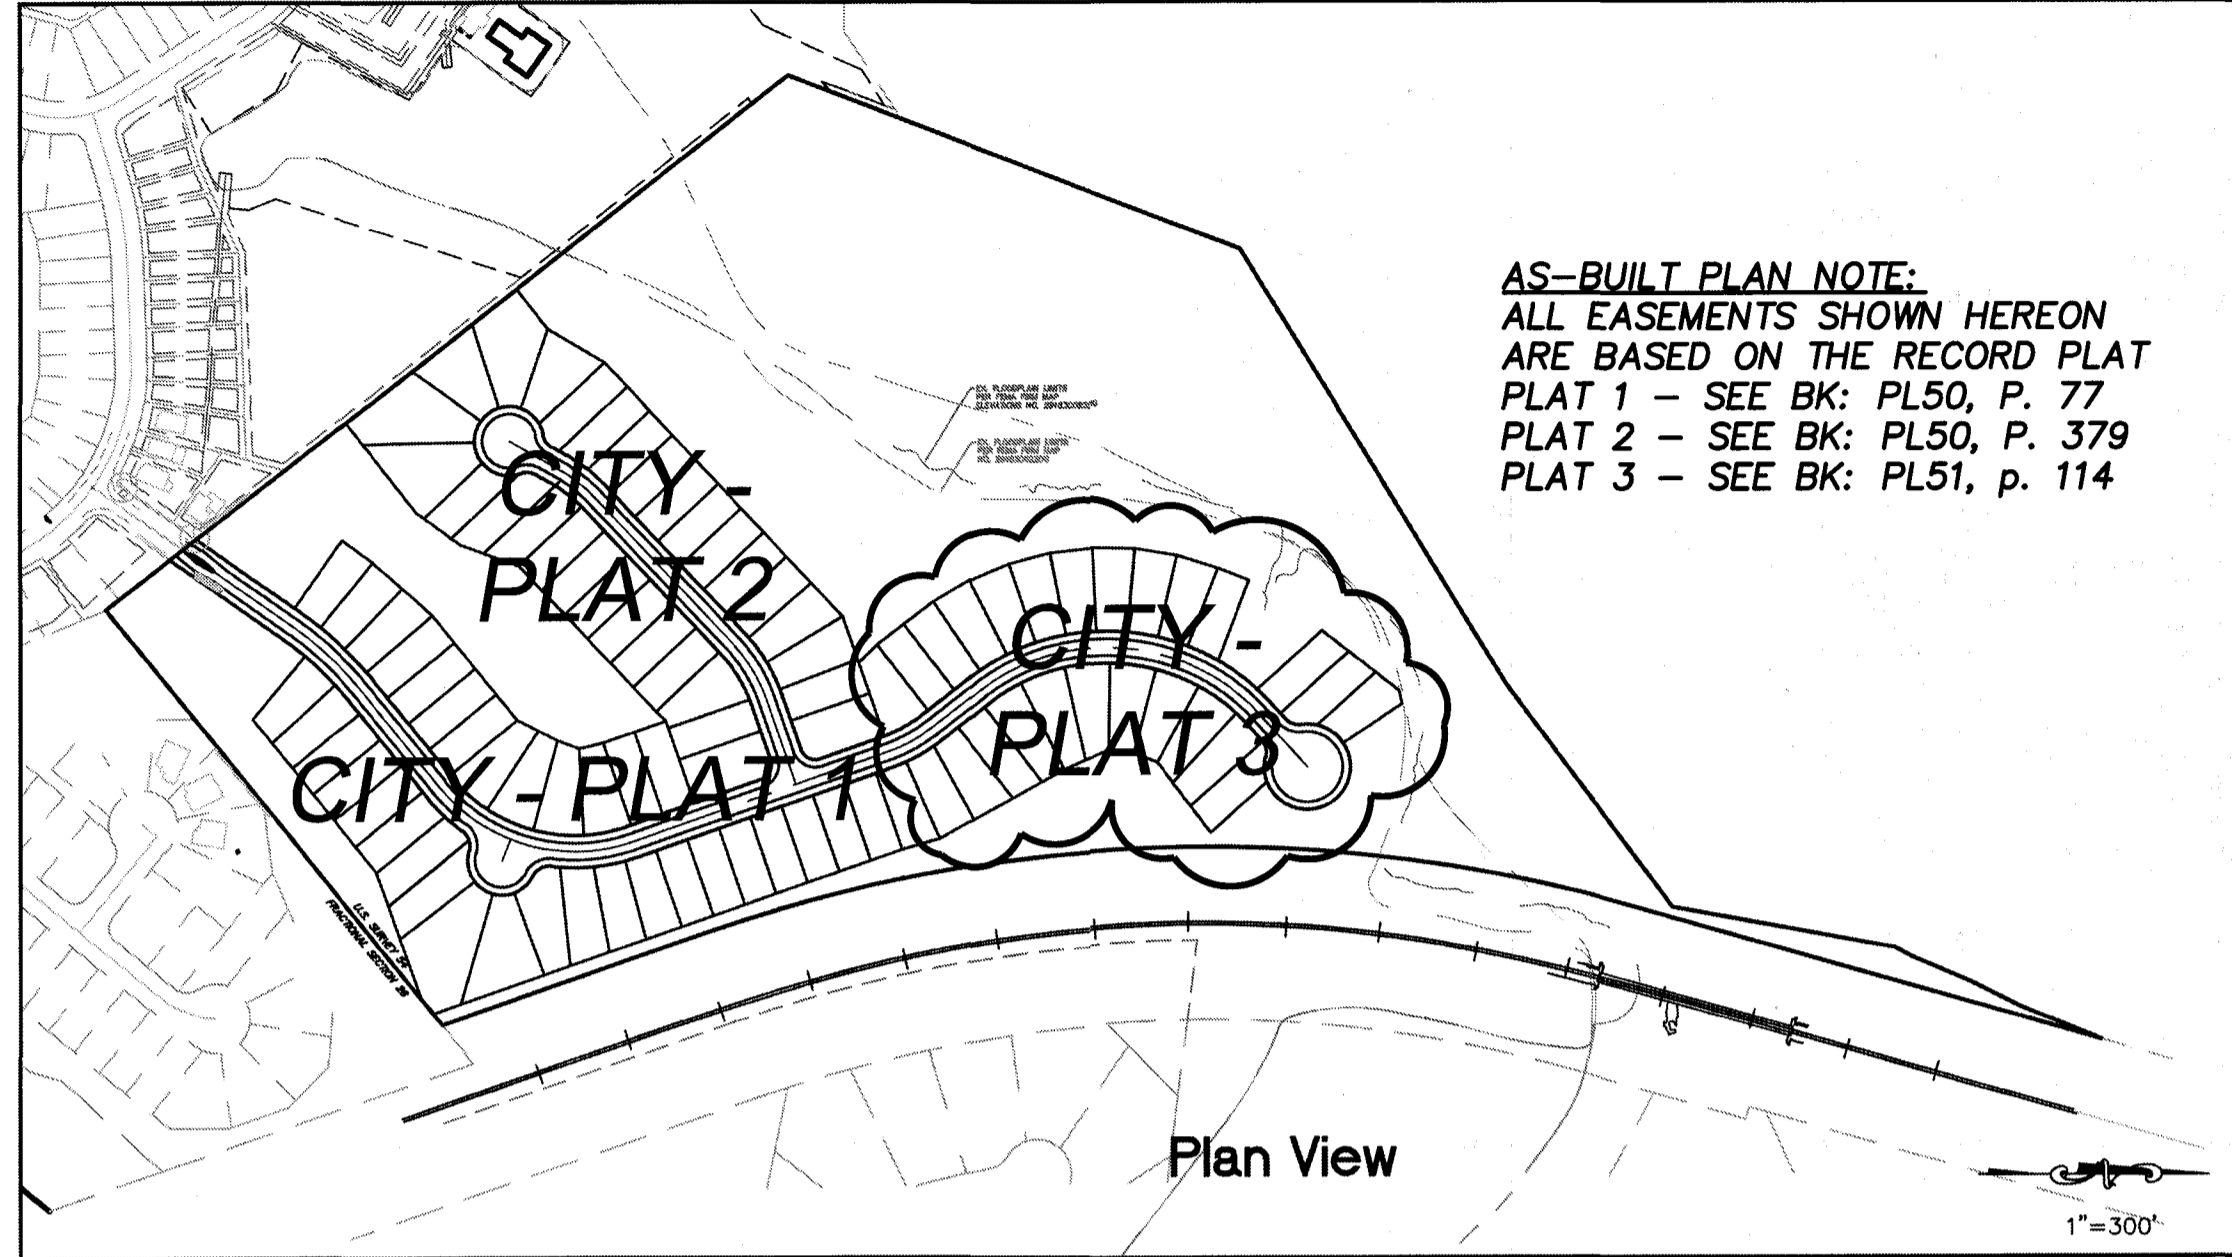 AS-BUILT PLAN NOTE:
ALL EASEMENTS SHOWN HEREON
ARE BASED ON THE RECORD PLAT
PLAT 1 - SEE BK: PL50, P. 77
PLAT 2 - SEE BK: PL50, P. 379
PLAT 3 - SEE BK: PL51, p. 114
CITY -
PLAT 2
CITY -
PLAT 3
CITY - PLAT 1
U.S. SURVEY 54
FRACTIONAL SECTION 28
Plan View
1"=300'